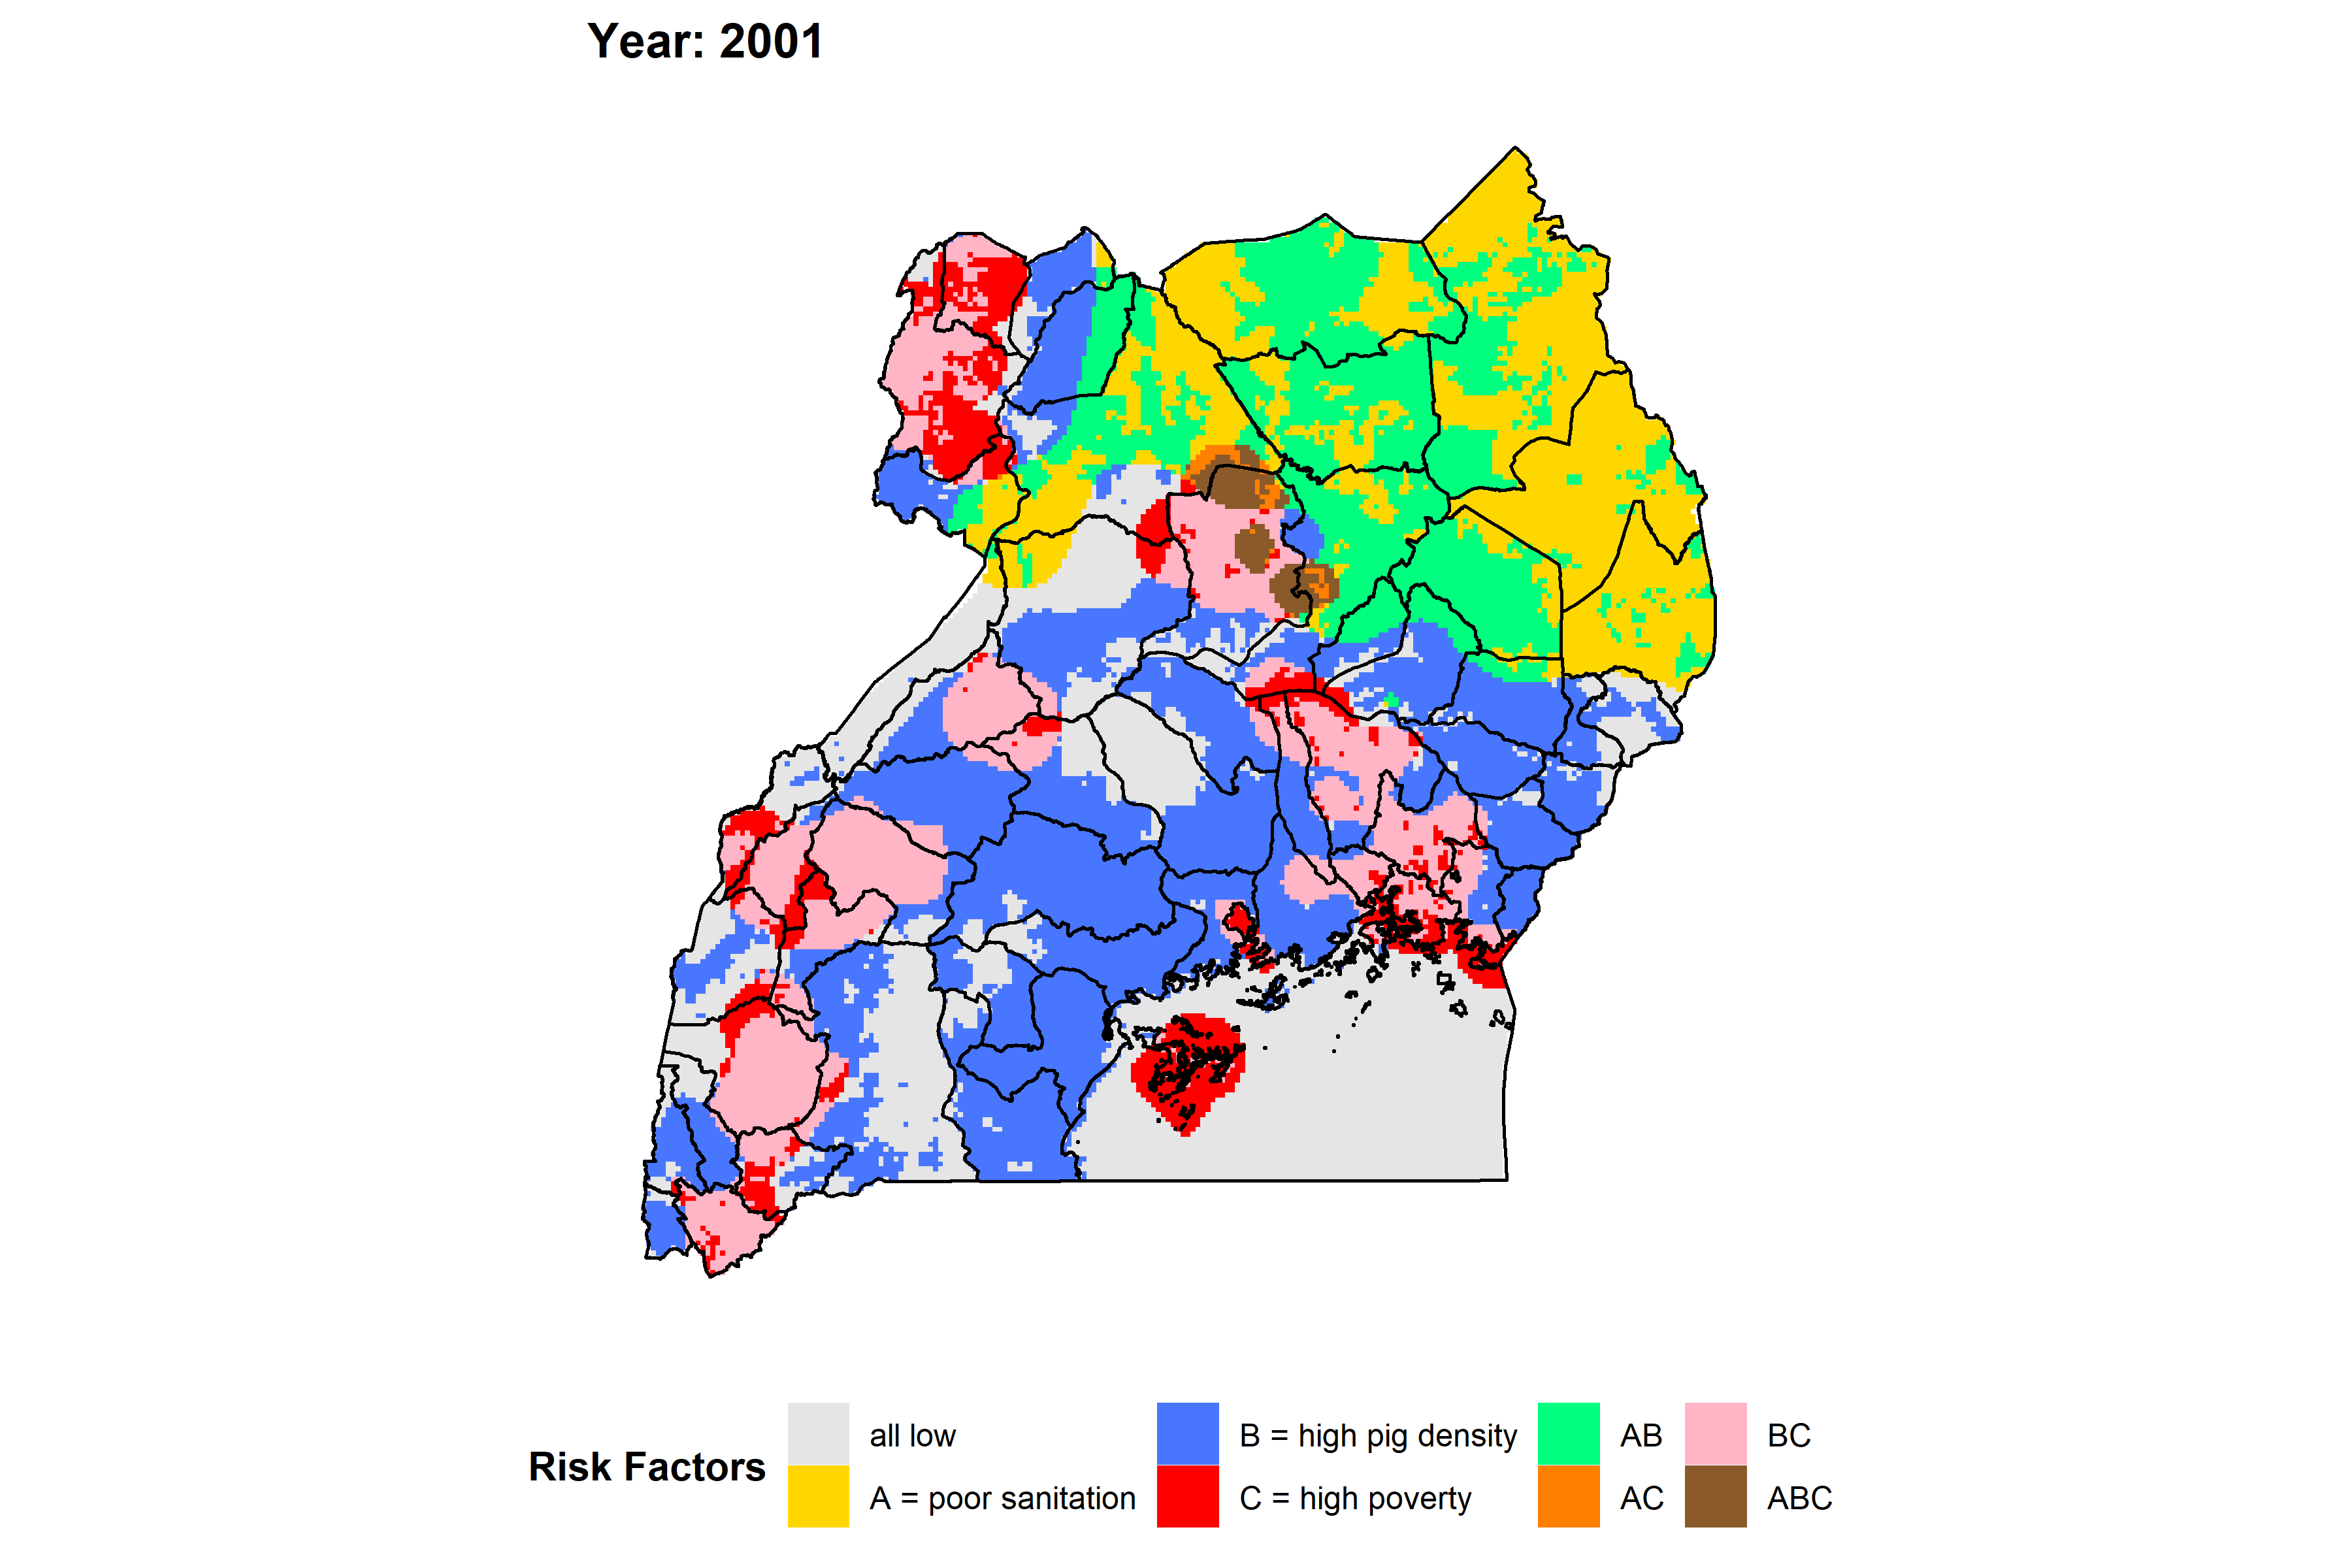 Year: 2001
Risk Factors
all low
B = high pig density
AB
BC
A = poor sanitation
C = high poverty
AC
ABC